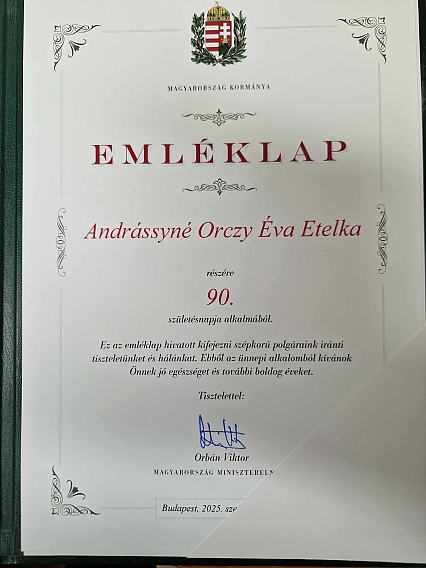 MAGYARORSZÁG KORMÁNYA
EMLÉKLAP
Andrássyné Orczy Éva Etelka
részére
90.
születésnapja alkalmából.
Ez az emléklap hivatott kifejezni szépkorú polgáraink iránti
tiszteletünket és hálánkat. Ebből az ünnepi alkalomból kívánok
Önnek jó egészséget és további boldog éveket.
Tisztelettel:
Orbán Viktor
MAGYARORSZÁG MINISZTERELN
Budapest, 2025. sze